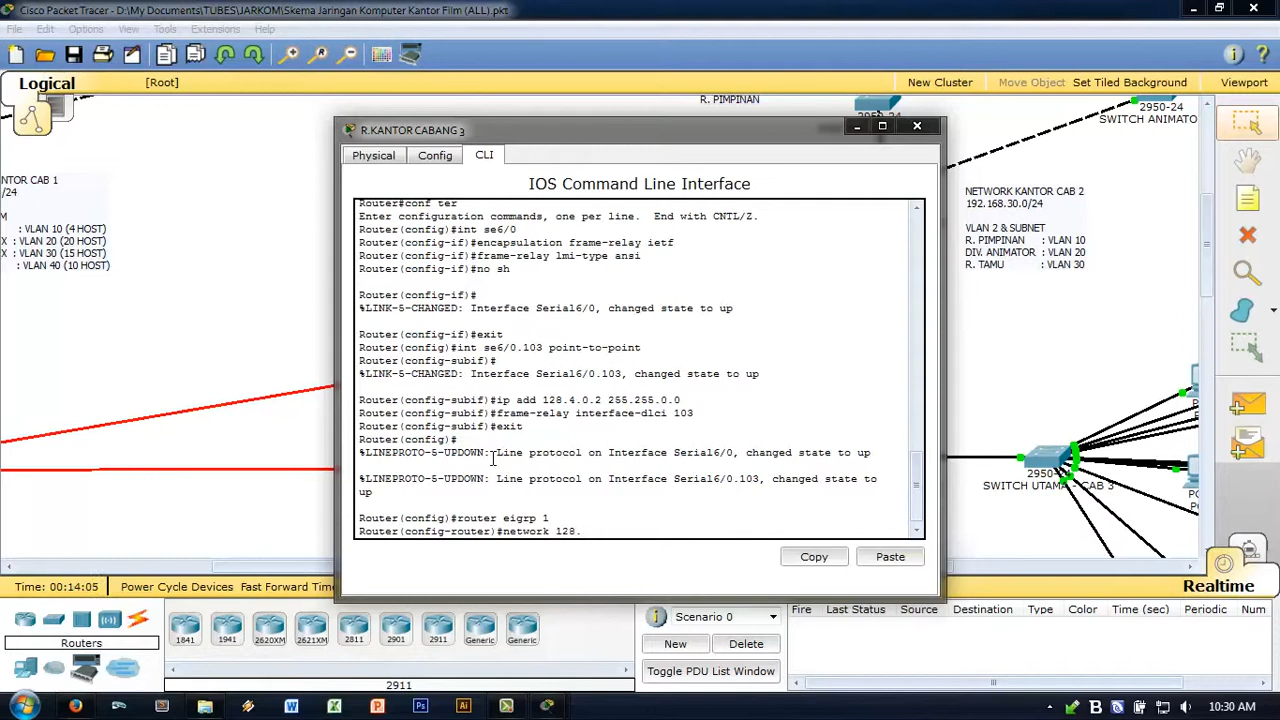 Cisco Packet Tracer - D:\My Documents\TUBES\JARKOM\Skema Jaringan Komputer Kantor Film (ALL).pkt
File Edit Options View Tools Extensions Help
Logical [Root] New Cluster Move Object Set Tiled Background Viewport
R. PIMPINAN
2950-24
2950-24
SWITCH ANIMATO
NTOR CAB 1
/24
M : VLAN 10 (4 HOST)
X : VLAN 20 (20 HOST)
X : VLAN 30 (15 HOST)
: VLAN 40 (10 HOST)
R.KANTOR CABANG 3
Physical Config CLI
IOS Command Line Interface
Router#conf ter
Enter configuration commands, one per line. End with CNTL/Z.
Router(config)#int se6/0
Router(config-if)#encapsulation frame-relay ietf
Router(config-if)#frame-relay lmi-type ansi
Router(config-if)#no sh
Router(config-if)#
%LINK-5-CHANGED: Interface Serial6/0, changed state to up
Router(config-if)#exit
Router(config)#int se6/0.103 point-to-point
Router(config-subif)#
%LINK-5-CHANGED: Interface Serial6/0.103, changed state to up
Router(config-subif)#ip add 128.4.0.2 255.255.0.0
Router(config-subif)#frame-relay interface-dlci 103
Router(config-subif)#exit
Router(config)#
%LINEPROTO-5-UPDOWN: Line protocol on Interface Serial6/0, changed state to up
%LINEPROTO-5-UPDOWN: Line protocol on Interface Serial6/0.103, changed state to
up
Router(config)#router eigrp 1
Router(config-router)#network 128.
Copy Paste
NETWORK KANTOR CAB 2
192.168.30.0/24
VLAN 2 & SUBNET
R. PIMPINAN : VLAN 10
DIV. ANIMATOR : VLAN 20
R. TAMU : VLAN 30
SWITCH UTAMA - CAB 3
Time: 00:14:05 Power Cycle Devices Fast Forward Time
Realtime
Routers
1841 1941 2620XM 2621XM 2811 2901 2911 Generic Generic
2911
Scenario 0
New Delete
Toggle PDU List Window
Fire Last Status Source Destination Type Color Time (sec) Periodic Num
10:30 AM